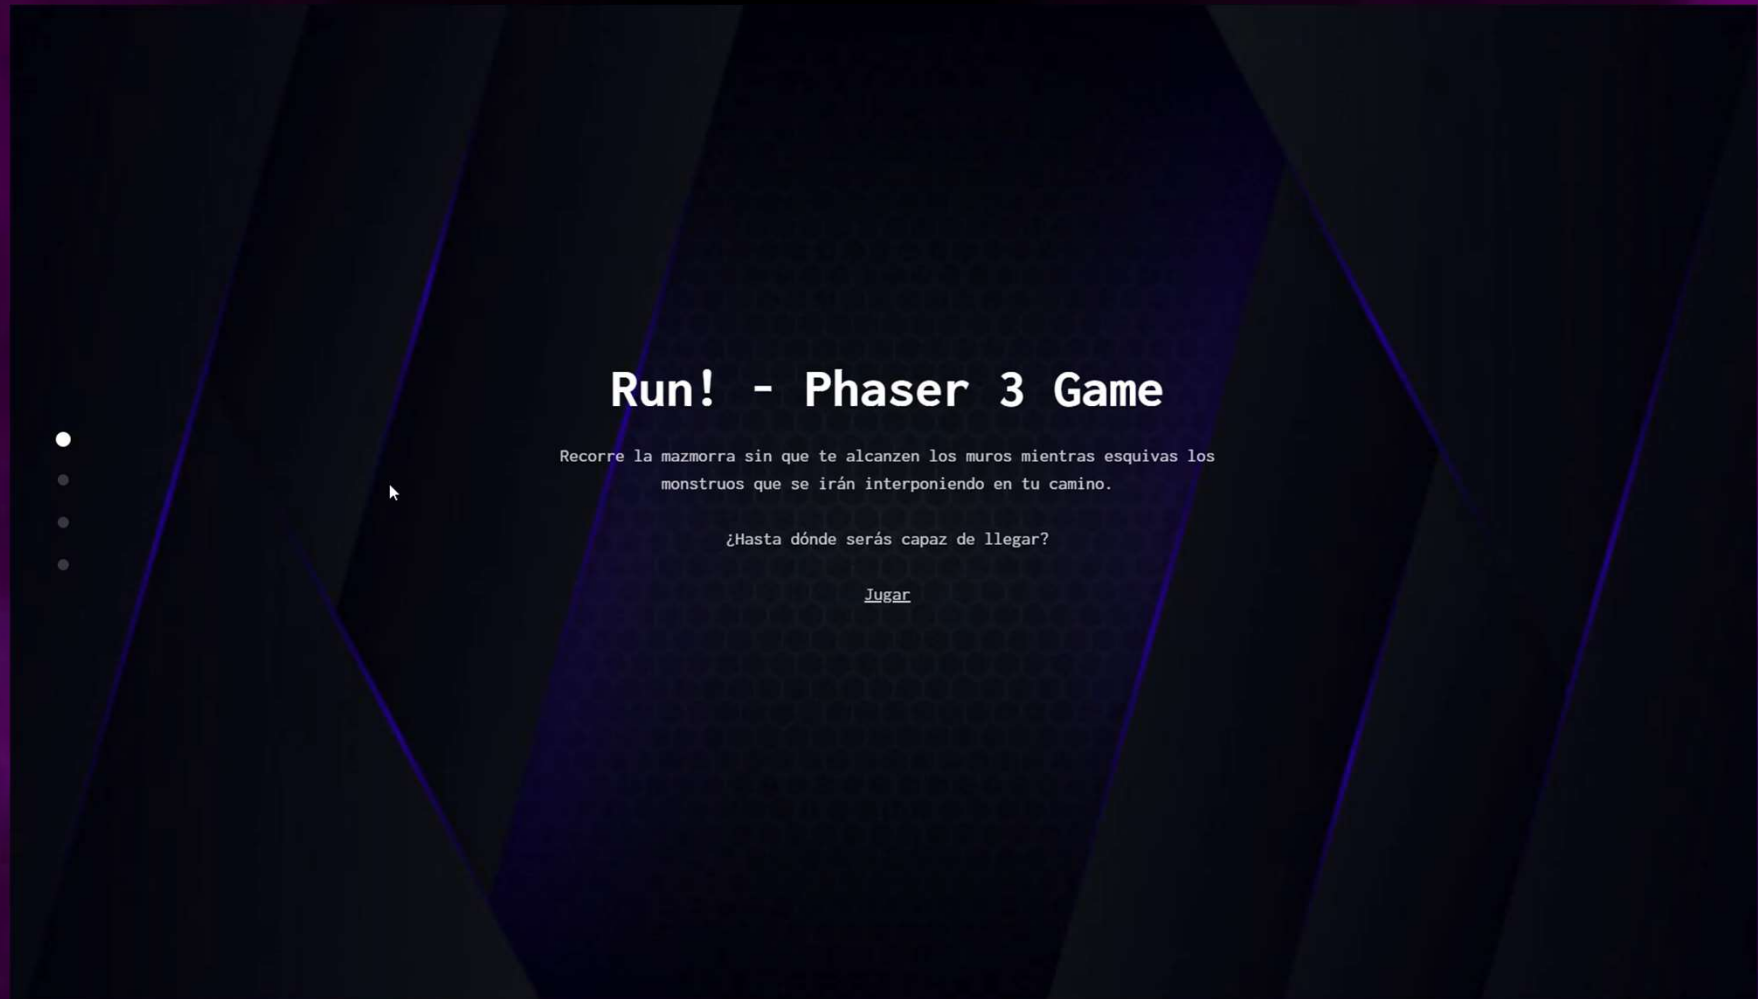 Run! - Phaser 3 Game
Recorre la mazmorra sin que te alcanzen los muros mientras esquivas los
monstruos que se irán interponiendo en tu camino.
¿Hasta dónde serás capaz de llegar?
Jugar